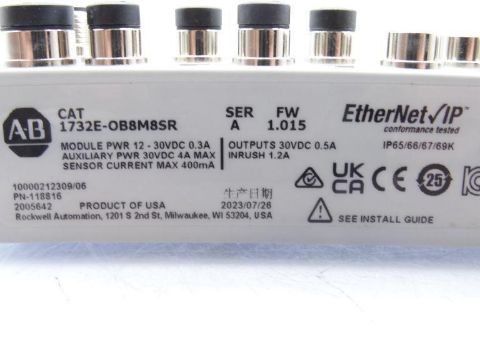 A-B
CAT
1732E-OB8M8SR
SER
A
FW
1.015
EtherNet/IP™
conformance tested
MODULE PWR 12 - 30VDC 0.3A
AUXILIARY PWR 30VDC 4A MAX
SENSOR CURRENT MAX 400mA
OUTPUTS 30VDC 0.5A
INRUSH 1.2A
IP65/66/67/69K
UK
CA
CE
25
10000212309/06
PN-118816
2005642
PRODUCT OF USA
生产日期
2023/07/26
Rockwell Automation, 1201 S 2nd St, Milwaukee, WI 53204, USA
SEE INSTALL GUIDE